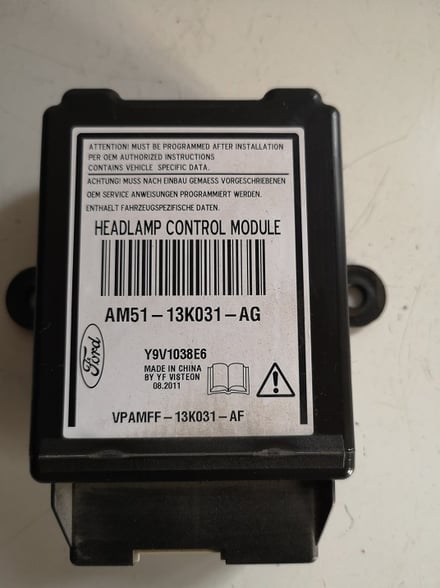 ATTENTION! MUST BE PROGRAMMED AFTER INSTALLATION
PER OEM AUTHORIZED INSTRUCTIONS
CONTAINS VEHICLE SPECIFIC DATA.
ACHTUNG! MUSS NACH EINBAU GEMAESS VORGESCHRIEBENEN
OEM SERVICE ANWEISUNGEN PROGRAMMIERT WERDEN.
ENTHAELT FAHRZEUGSPEZIFISCHE DATEN.
HEADLAMP CONTROL MODULE
AM51-13K031-AG
Ford
Y9V1038E6
MADE IN CHINA
BY YF VISTEON
08.2011
VPAMFF-13K031-AF